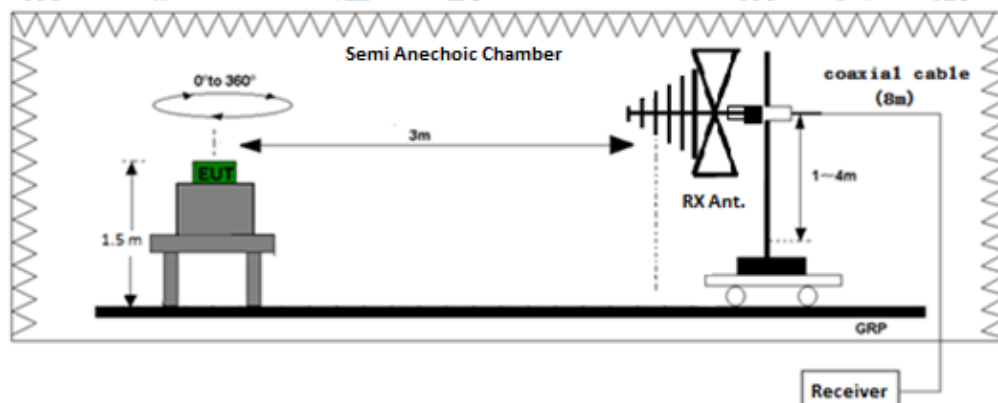 Semi Anechoic Chamber
0°to 360°
coaxial cable
(8m)
3m
EUT
1~4m
RX Ant.
1.5 m
GRP
Receiver